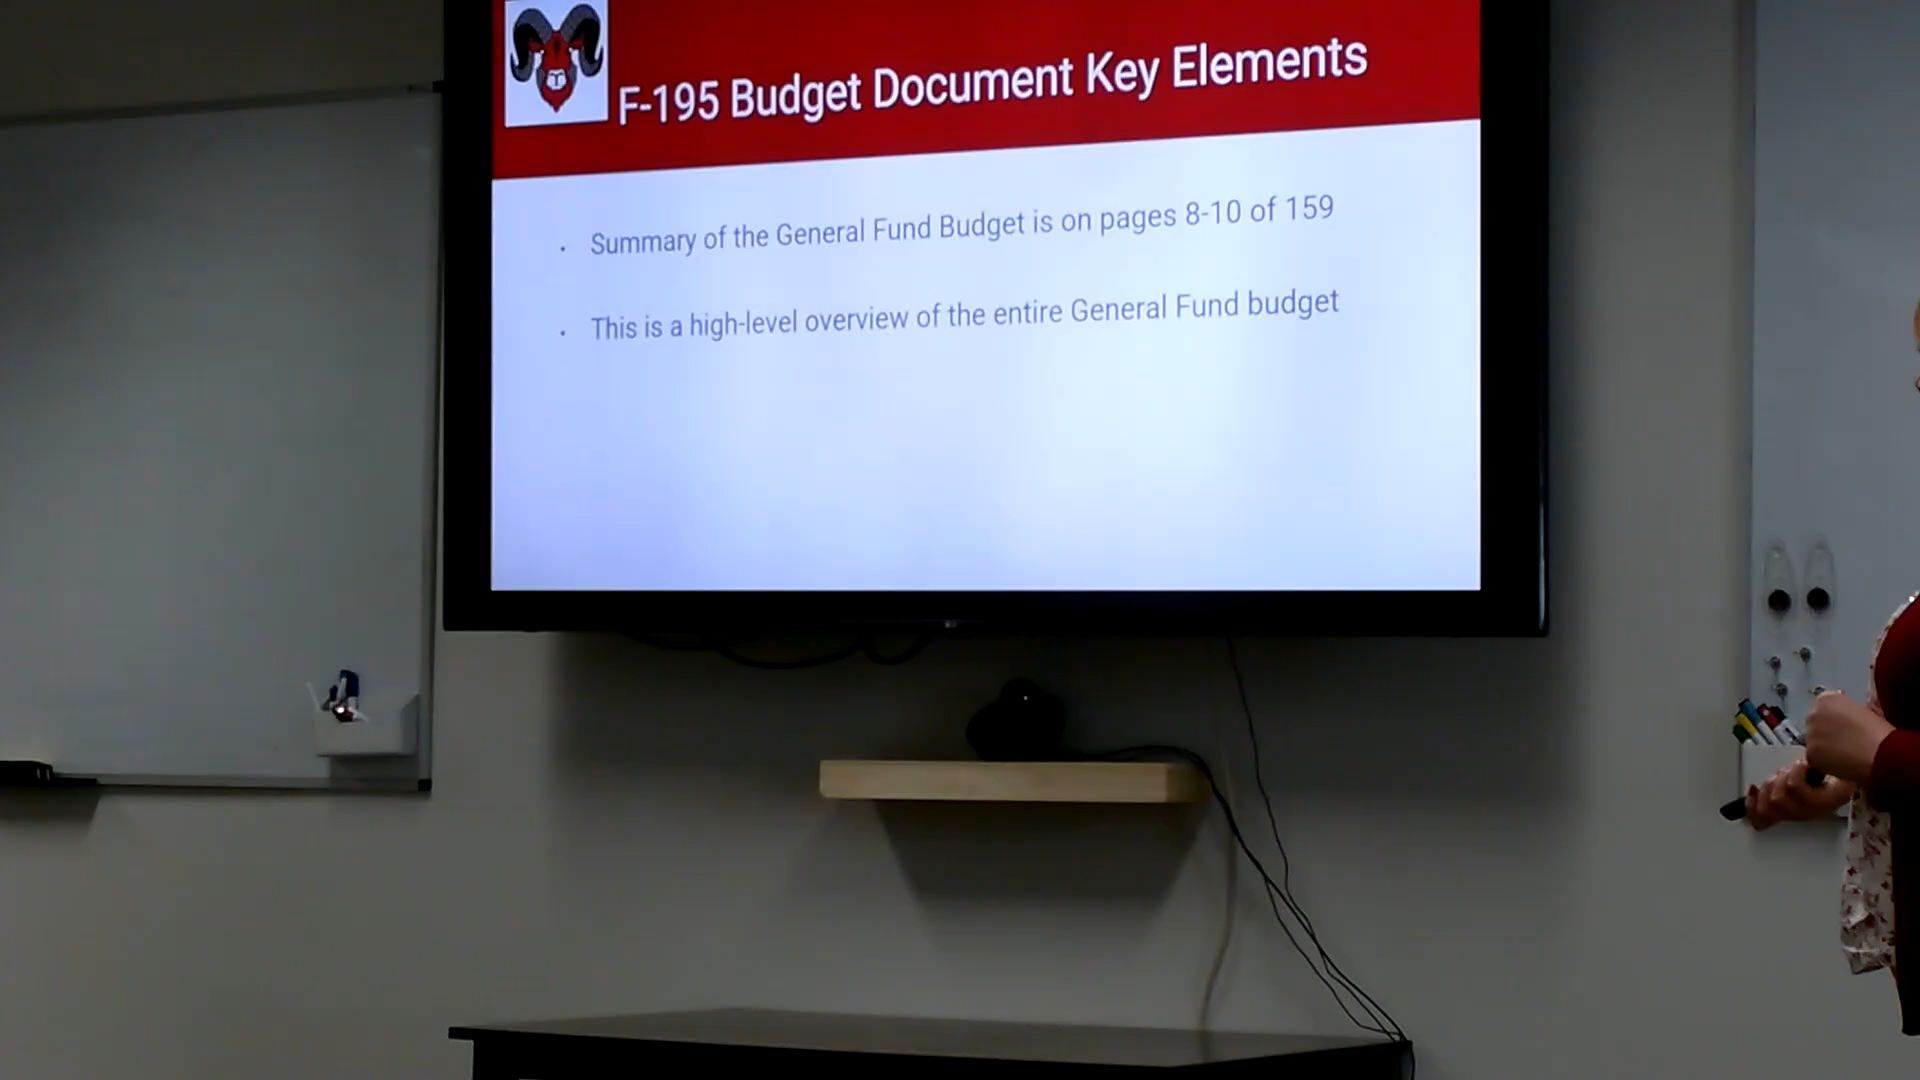 F-195 Budget Document Key Elements
· Summary of the General Fund Budget is on pages 8-10 of 159
· This is a high-level overview of the entire General Fund budget